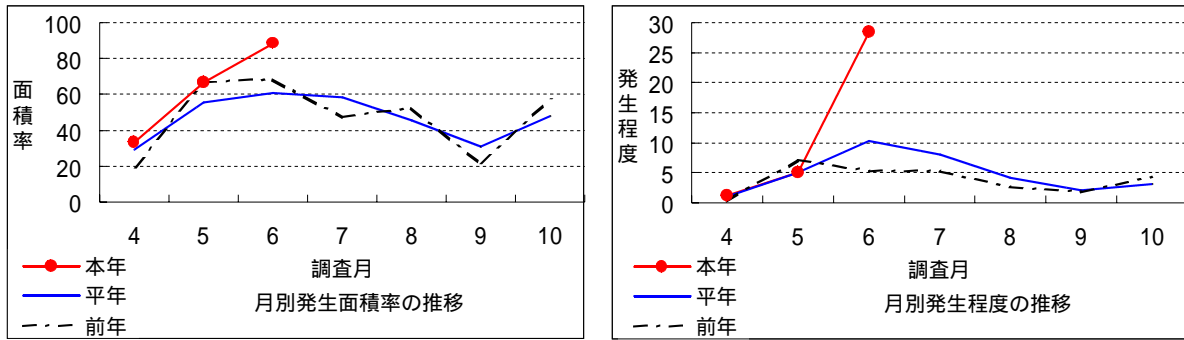 100
80
60
40
20
0
面積率
4 5 6 7 8 9 10
調査月
本年
平年
前年
月別発生面積率の推移
30
25
20
15
10
5
0
発生程度
4 5 6 7 8 9 10
調査月
本年
平年
前年
月別発生程度の推移